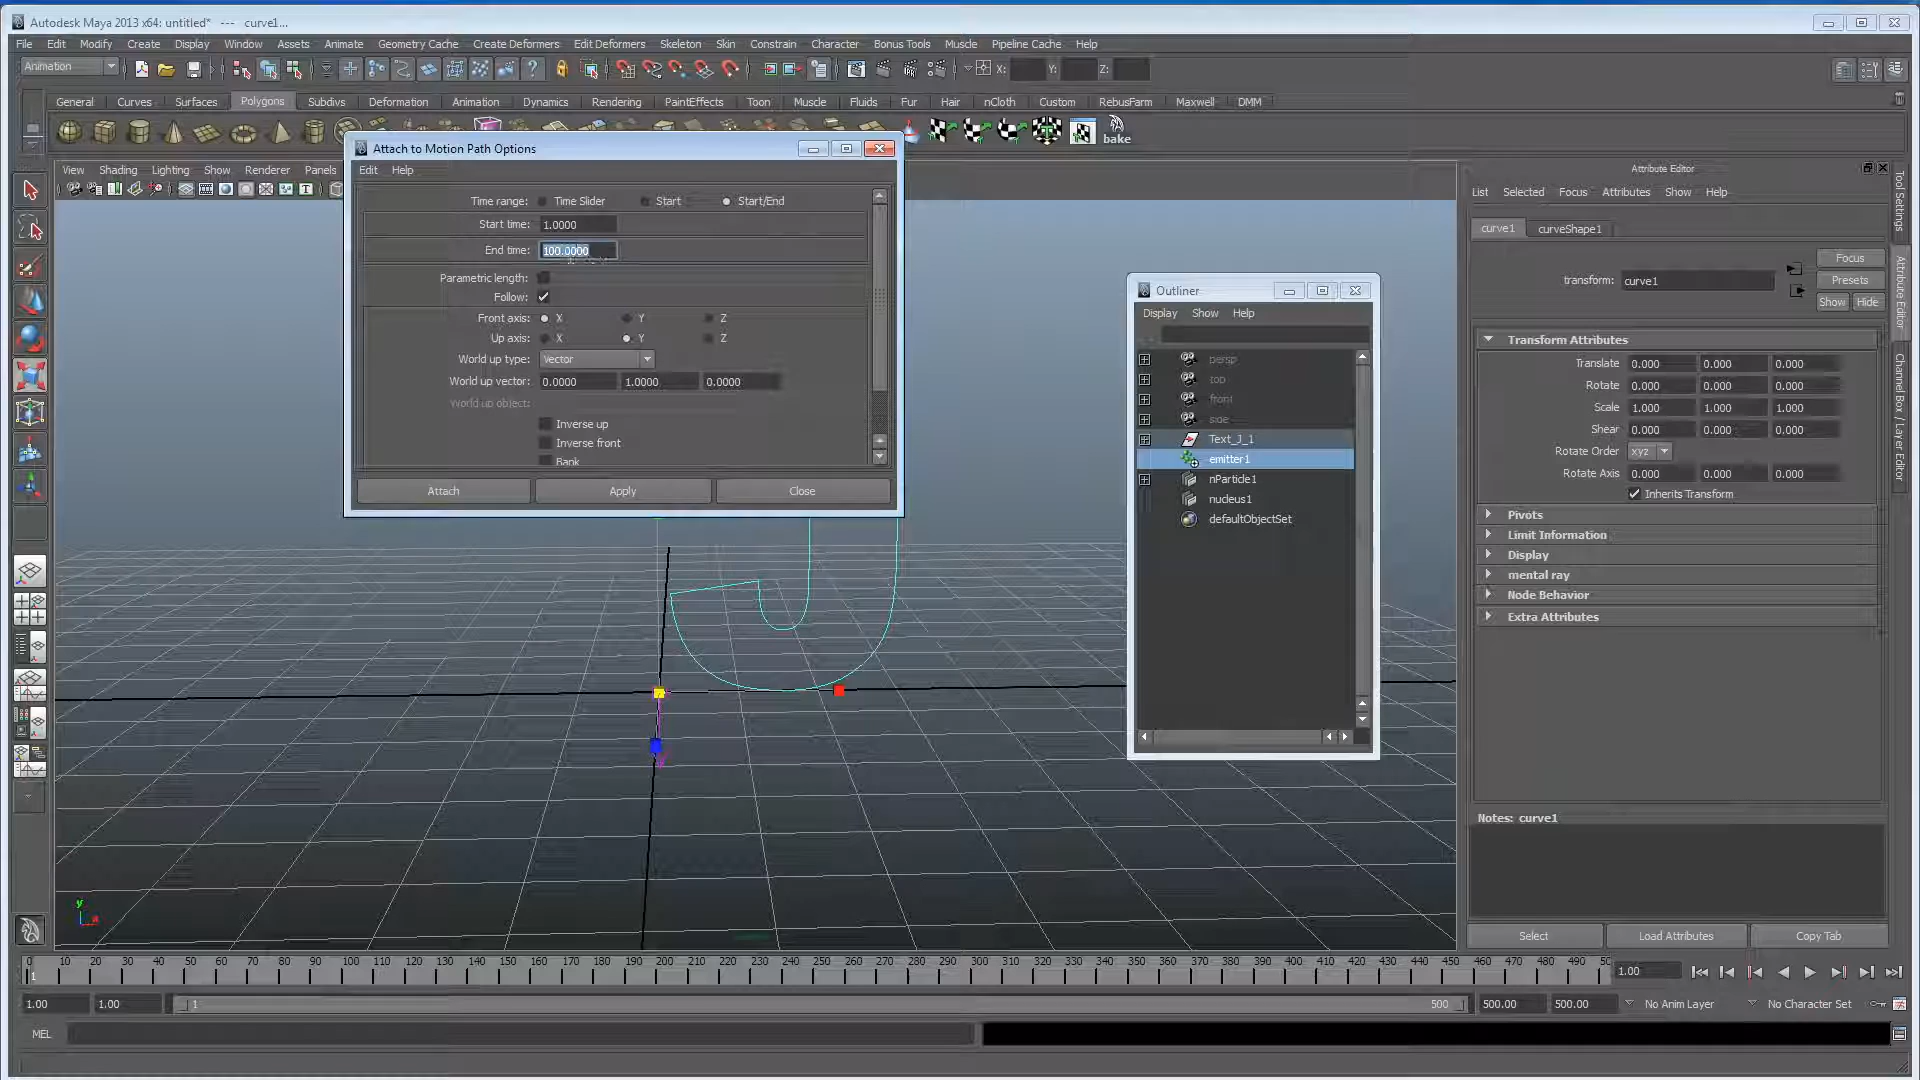 Autodesk Maya 2013 x64: untitled* --- curve1...
File Edit Modify Create Display Window Assets Animate Geometry Cache Create Deformers Edit Deformers Skeleton Skin Constrain Character Bonus Tools Muscle Pipeline Cache Help
Animation X: Y: Z:
General Curves Surfaces Polygons Subdivs Deformation Animation Dynamics Rendering PaintEffects Toon Muscle Fluids Fur Hair nCloth Custom RebusFarm Maxwell DMM
bake
View Shading Lighting Show Renderer Panels
Attach to Motion Path Options
Edit Help
Time range: Time Slider Start Start/End
Start time: 1.0000
End time: 100.0000
Parametric length:
Follow:
Front axis: X Y Z
Up axis: X Y Z
World up type: Vector
World up vector: 0.0000 1.0000 0.0000
World up object:
Inverse up
Inverse front
Bank
Attach Apply Close
Outliner
Display Show Help
persp
top
front
side
Text_J_1
emitter1
nParticle1
nucleus1
defaultObjectSet
Attribute Editor
List Selected Focus Attributes Show Help
curve1 curveShape1
Focus
transform: curve1 Presets
Show Hide
Transform Attributes
Translate 0.000 0.000 0.000
Rotate 0.000 0.000 0.000
Scale 1.000 1.000 1.000
Shear 0.000 0.000 0.000
Rotate Order xyz
Rotate Axis 0.000 0.000 0.000
Inherits Transform
Pivots
Limit Information
Display
mental ray
Node Behavior
Extra Attributes
Notes: curve1
Select Load Attributes Copy Tab
Tool Settings
Attribute Editor
Channel Box / Layer Editor
y
0 10 20 30 40 50 60 70 80 90 100 110 120 130 140 150 160 170 180 190 200 210 220 230 240 250 260 270 280 290 300 310 320 330 340 350 360 370 380 390 400 410 420 430 440 450 460 470 480 490 50
1 1.00
1.00 1.00 1 500 500.00 500.00 No Anim Layer No Character Set
MEL